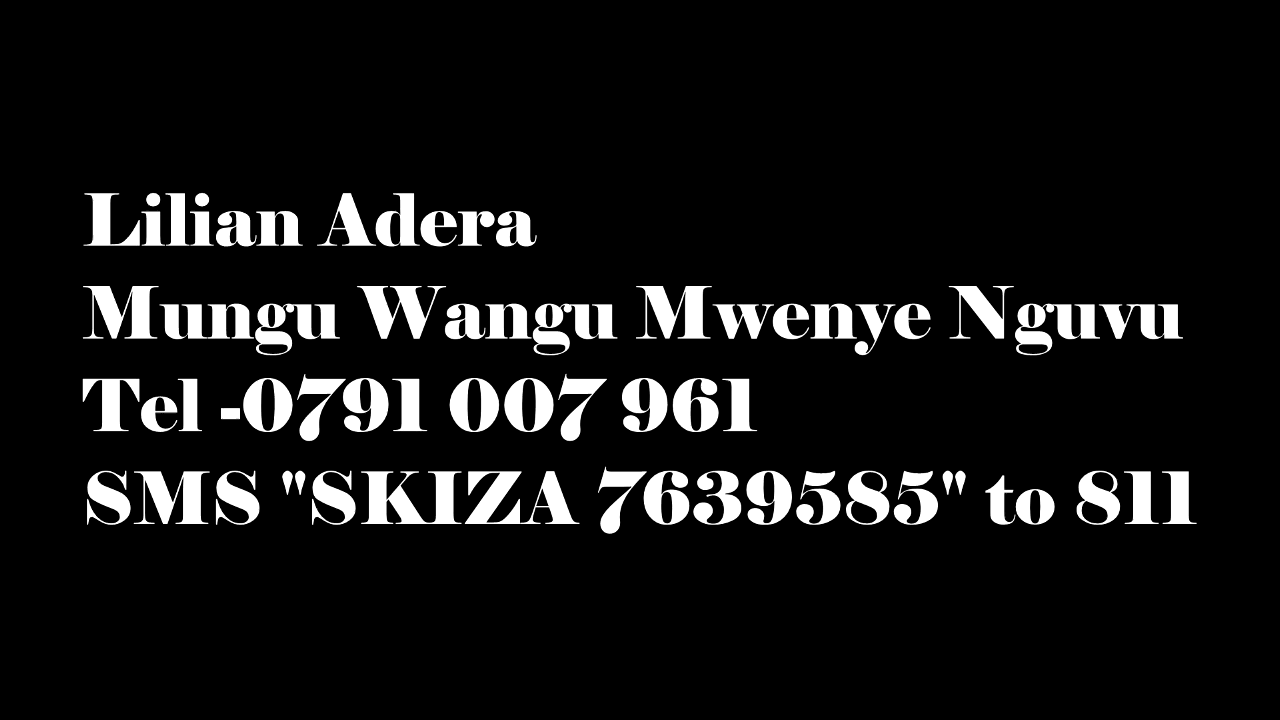 Lilian Adera
Mungu Wangu Mwenye Nguvu
Tel -0791 007 961
SMS "SKIZA 7639585" to 811